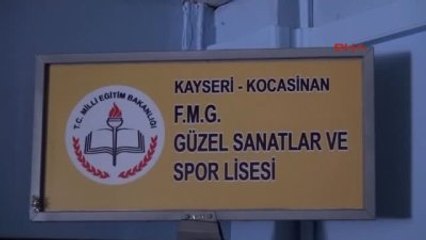 KAYSERİ - KOCASİNAN
F.M.G.
GÜZEL SANATLAR VE
SPOR LİSESİ
T.C. MİLLİ EĞİTİM BAKANLIĞI